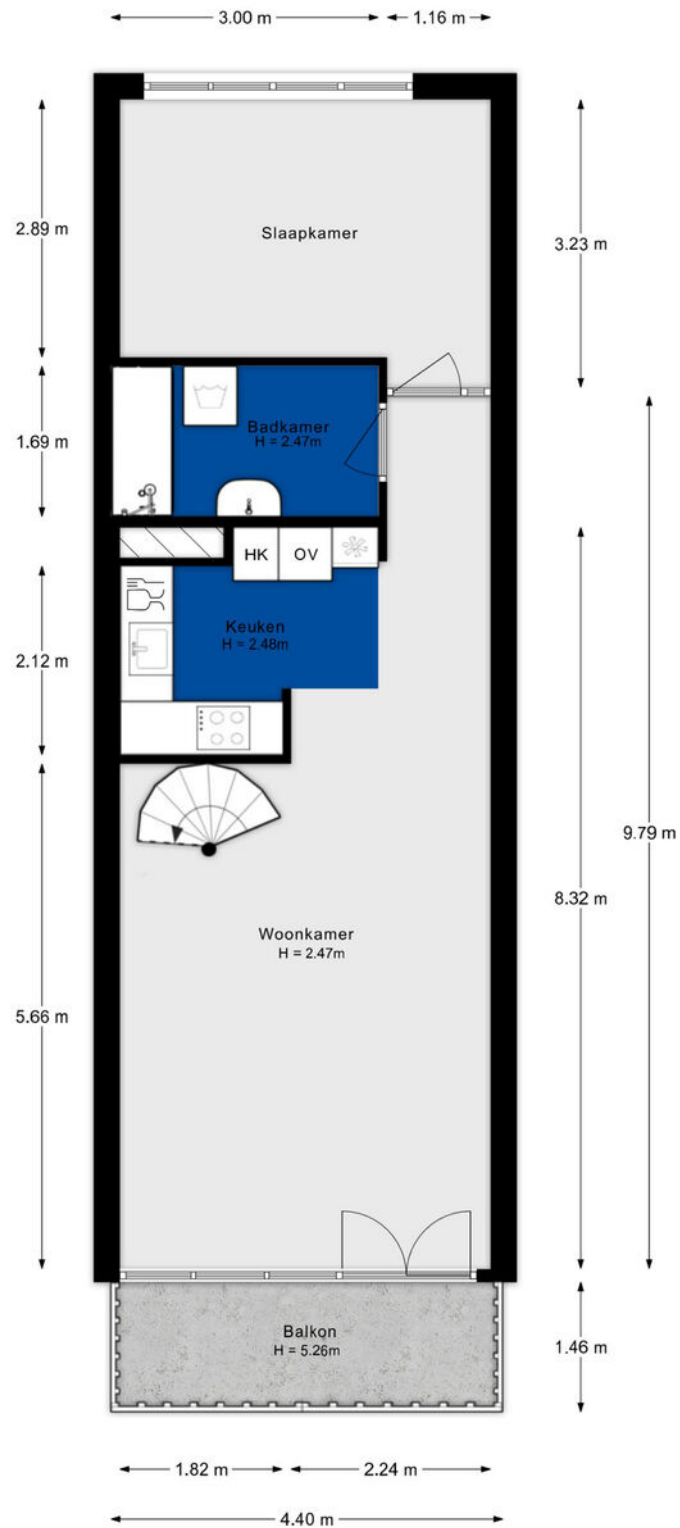 3.00 m
1.16 m
2.89 m
Slaapkamer
3.23 m
1.69 m
Badkamer
H = 2.47m
HK
OV
2.12 m
Keuken
H = 2.48m
9.79 m
8.32 m
Woonkamer
H = 2.47m
5.66 m
Balkon
H = 5.26m
1.46 m
1.82 m
2.24 m
4.40 m